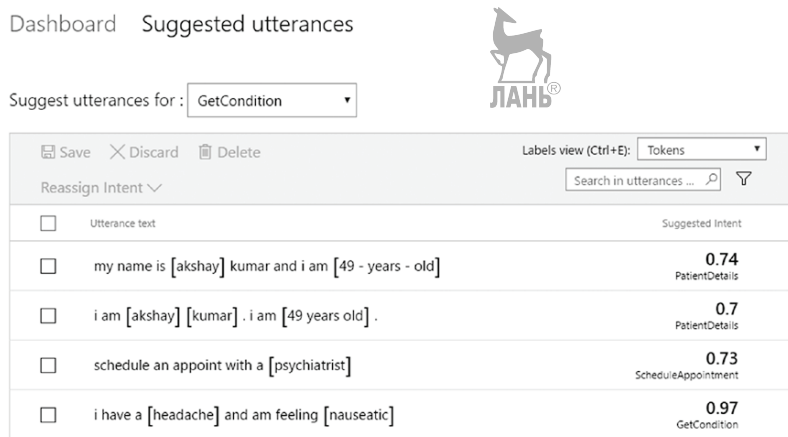 Dashboard Suggested utterances
ЛАНЬ®
Suggest utterances for : GetCondition
Save Discard Delete
Labels view (Ctrl+E): Tokens
Reassign Intent
Search in utterances ...
Utterance text Suggested Intent
my name is [akshay] kumar and i am [49 - years - old] 0.74
PatientDetails
i am [akshay] [kumar] . i am [49 years old] . 0.7
PatientDetails
schedule an appoint with a [psychiatrist] 0.73
ScheduleAppointment
i have a [headache] and am feeling [nauseatic] 0.97
GetCondition